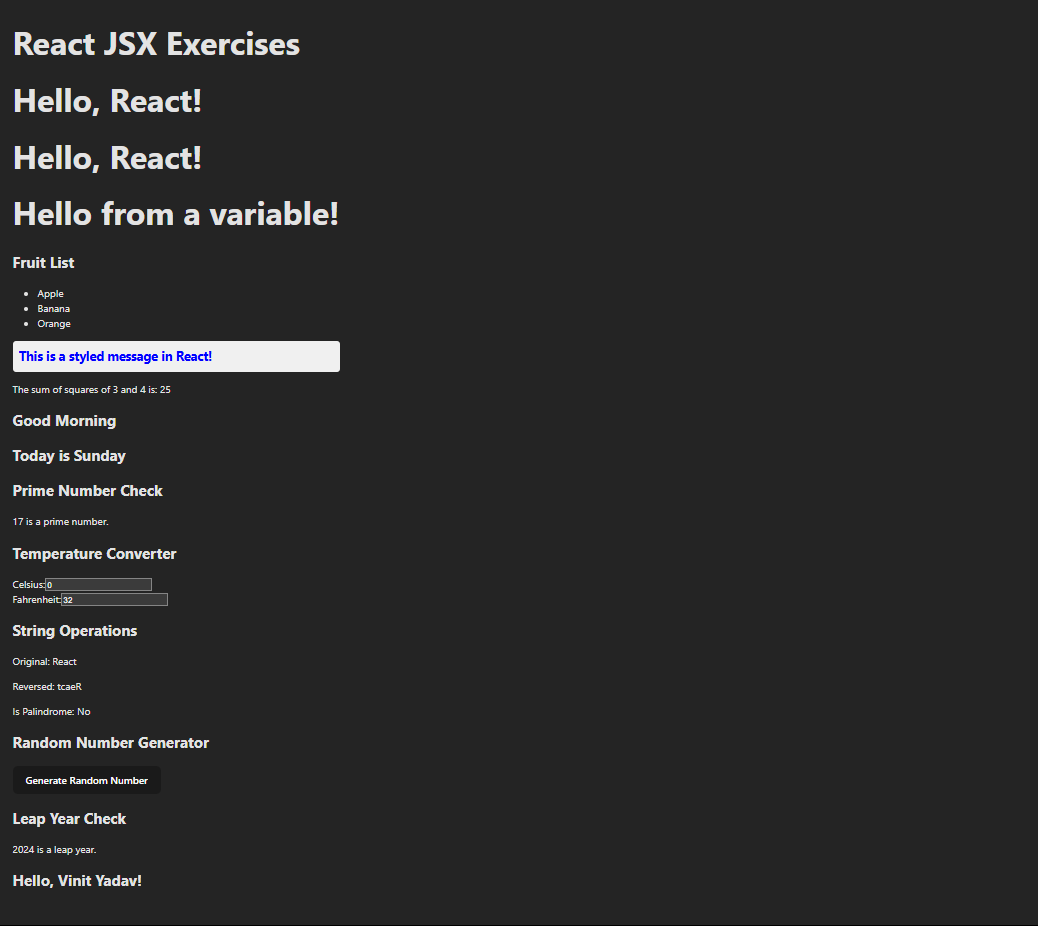 React JSX Exercises
Hello, React!
Hello, React!
Hello from a variable!
Fruit List
Apple
Banana
Orange
This is a styled message in React!
The sum of squares of 3 and 4 is: 25
Good Morning
Today is Sunday
Prime Number Check
17 is a prime number.
Temperature Converter
Celsius:0
Fahrenheit:32
String Operations
Original: React
Reversed: tcaeR
Is Palindrome: No
Random Number Generator
Generate Random Number
Leap Year Check
2024 is a leap year.
Hello, Vinit Yadav!